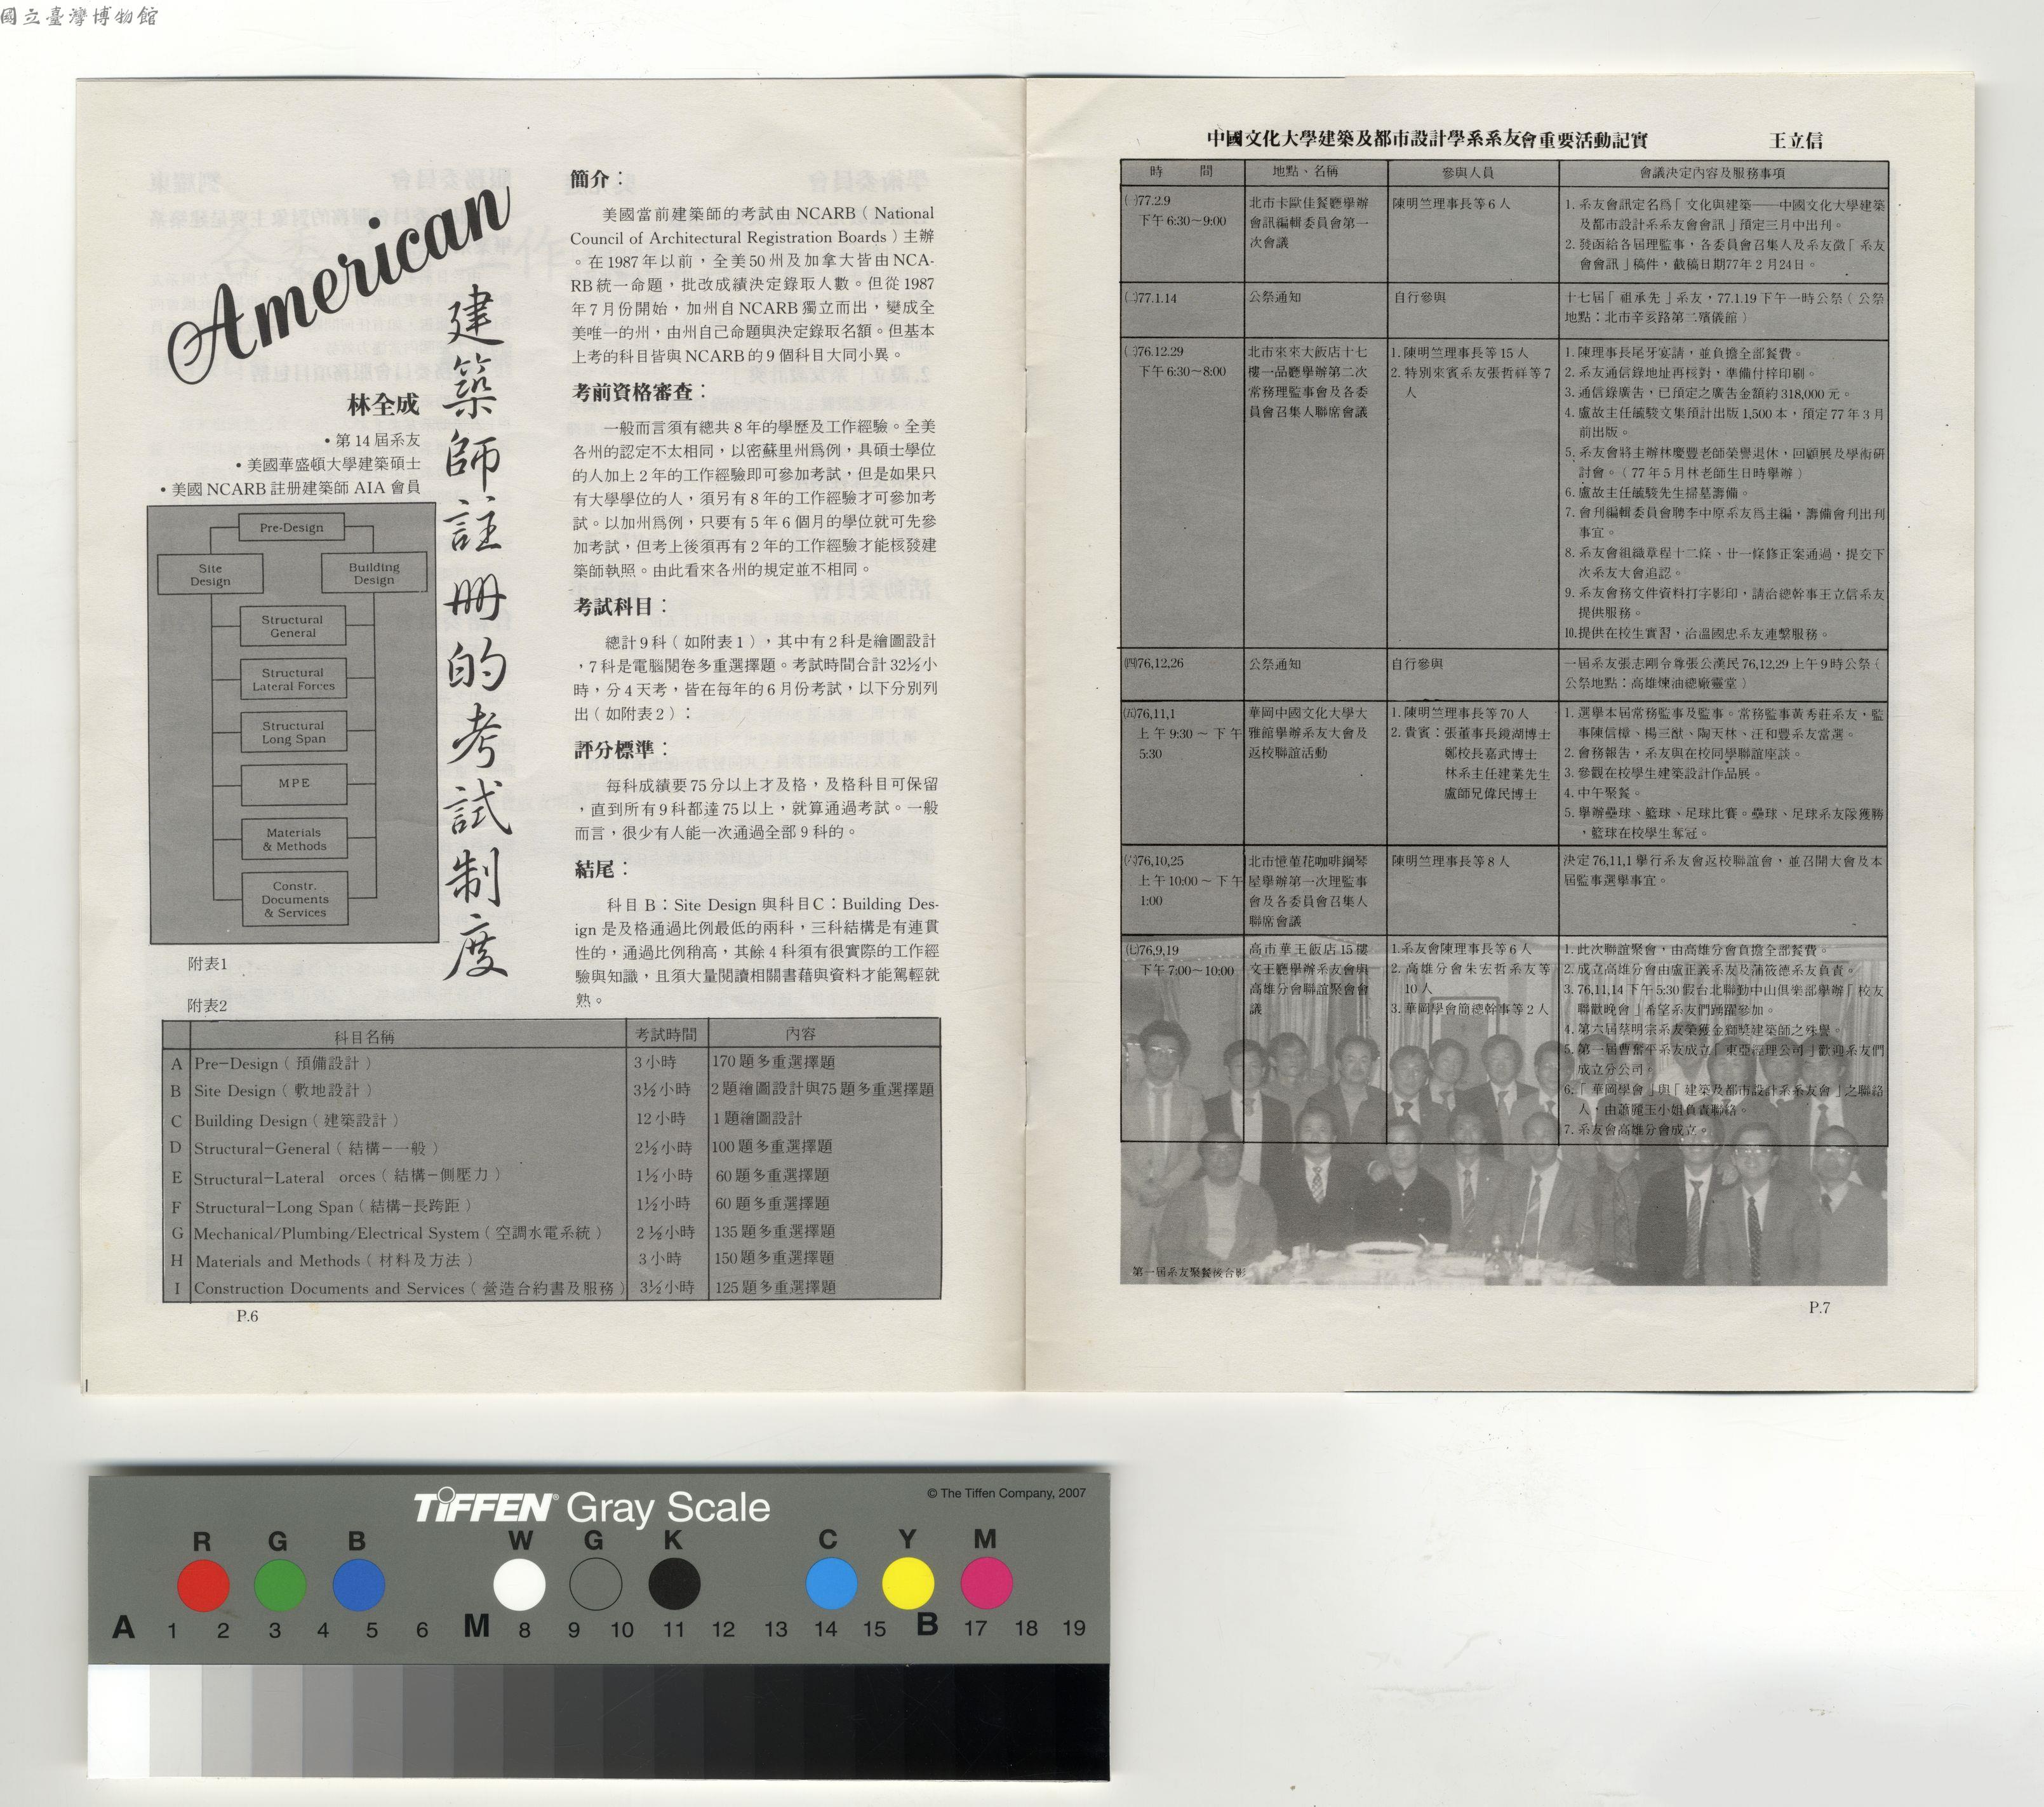 國立臺灣博物館
American
建築師註冊的考試制度
林全成
• 第14屆系友
• 美國華盛頓大學建築碩士
• 美國NCARB註册建築師AIA會員
Pre-Design
Site
Design
Building
Design
Structural
General
Structural
Lateral Forces
Structural
Long Span
MPE
Materials
& Methods
Constr.
Documents
& Services
附表1
簡介：
美國當前建築師的考試由NCARB（National
Council of Architectural Registration Boards）主辦
。在1987年以前，全美50州及加拿大皆由NCA-
RB統一命題，批改成績決定錄取人數。但從1987
年7月份開始，加州自NCARB獨立而出，變成全
美唯一的州，由州自己命題與決定錄取名額。但基本
上考的科目皆與NCARB的9個科目大同小異。
考前資格審查：
一般而言須有總共8年的學歷及工作經驗。全美
各州的認定不太相同，以密蘇里州爲例，具碩士學位
的人加上2年的工作經驗即可參加考試，但是如果只
有大學學位的人，須另有8年的工作經驗才可參加考
試。以加州爲例，只要有5年6個月的學位就可先參
加考試，但考上後須再有2年的工作經驗才能核發建
築師執照。由此看來各州的規定並不相同。
考試科目：
總計9科（如附表1），其中有2科是繪圖設計
，7科是電腦閱卷多重選擇題。考試時間合計32½小
時，分4天考，皆在每年的6月份考試，以下分別列
出（如附表2）：
評分標準：
每科成績要75分以上才及格，及格科目可保留
，直到所有9科都達75以上，就算通過考試。一般
而言，很少有人能一次通過全部9科的。
結尾：
科目B：Site Design與科目C：Building Des-
ign是及格通過比例最低的兩科，三科結構是有連貫
性的，通過比例稍高，其餘4科須有很實際的工作經
驗與知識，且須大量閱讀相關書藉與資料才能駕輕就
熟。
附表2
科目名稱 考試時間 內容
A Pre-Design（預備設計） 3小時 170題多重選擇題
B Site Design（敷地設計） 3½小時 2題繪圖設計與75題多重選擇題
C Building Design（建築設計） 12小時 1題繪圖設計
D Structural-General（結構-一般） 2½小時 100題多重選擇題
E Structural-Lateral orces（結構-側壓力） 1½小時 60題多重選擇題
F Structural-Long Span（結構-長跨距） 1½小時 60題多重選擇題
G Mechanical/Plumbing/Electrical System（空調水電系統） 2½小時 135題多重選擇題
H Materials and Methods（材料及方法） 3小時 150題多重選擇題
I Construction Documents and Services（營造合約書及服務） 3½小時 125題多重選擇題
P.6
中國文化大學建築及都市設計學系系友會重要活動記實 王立信
時 間 地點、名稱 參與人員 會議決定內容及服務事項
㈠77.2.9
下午6:30~9:00
北市卡歐佳餐廳舉辦
會訊編輯委員會第一
次會議
陳明竺理事長等6人
1. 系友會訊定名爲「文化與建築——中國文化大學建築
及都市設計系系友會會訊」預定三月中出刊。
2. 發函給各屆理監事，各委員會召集人及系友徵「系友
會會訊」稿件，截稿日期77年2月24日。
㈡77.1.14 公祭通知 自行參與
十七屆「祖承先」系友，77.1.19下午一時公祭（公祭
地點：北市辛亥路第二殯儀館）
㈢76.12.29
下午6:30~8:00
北市來來大飯店十七
樓一品廳舉辦第二次
常務理監事會及各委
員會召集人聯席會議
1. 陳明竺理事長等15人
2. 特別來賓系友張哲祥等7
人
1. 陳理事長尾牙宴請，並負擔全部餐費。
2. 系友通信錄地址再核對，準備付梓印刷。
3. 通信錄廣告，已預定之廣告金額約318,000元。
4. 盧故主任毓駿文集預計出版1,500本，預定77年3月
前出版。
5. 系友會將主辦林慶豐老師榮譽退休，回顧展及學術研
討會。（77年5月林老師生日時舉辦）
6. 盧故主任毓駿先生掃墓籌備。
7. 會刊編輯委員會聘李中原系友爲主編，籌備會刊出刊
事宜。
8. 系友會組織章程十二條、廿一條修正案通過，提交下
次系友大會追認。
9. 系友會務文件資料打字影印，請洽總幹事王立信系友
提供服務。
10. 提供在校生實習，洽溫國忠系友連繫服務。
㈣76,12,26 公祭通知 自行參與
一屆系友張志剛令尊張公漢民76,12,29上午9時公祭（
公祭地點：高雄煉油總廠靈堂）
㈤76,11,1
上午9:30~下午
5:30
華岡中國文化大學大
雅館舉辦系友大會及
返校聯誼活動
1. 陳明竺理事長等70人
2. 貴賓：張董事長鏡湖博士
鄭校長嘉武博士
林系主任建業先生
盧師兄偉民博士
1. 選舉本屆常務監事及監事。常務監事黃秀莊系友，監
事陳信樟、楊三猷、陶天林、汪和豐系友當選。
2. 會務報告，系友與在校同學聯誼座談。
3. 參觀在校學生建築設計作品展。
4. 中午聚餐。
5. 舉辦壘球、籃球、足球比賽。壘球、足球系友隊獲勝
，籃球在校學生奪冠。
㈥76,10,25
上午10:00~下午
1:00
北市憶菫花咖啡鋼琴
屋舉辦第一次理監事
會及各委員會召集人
聯席會議
陳明竺理事長等8人
決定76,11,1舉行系友會返校聯誼會，並召開大會及本
屆監事選舉事宜。
㈦76,9,19
下午7:00~10:00
高市華王飯店15樓
文王廳舉辦系友會與
高雄分會聯誼聚會會
議
1. 系友會陳理事長等6人
2. 高雄分會朱宏哲系友等
10人
3. 華岡學會簡總幹事等2人
1. 此次聯誼聚會，由高雄分會負擔全部餐費。
2. 成立高雄分會由盧正義系友及蒲筱德系友負責。
3. 76,11,14下午5:30假台北聯勤中山俱樂部舉辦「校友
聯歡晚會」希望系友們踴躍參加。
4. 第六屆蔡明宗系友榮獲金獅獎建築師之殊譽。
5. 第一屆曹奮平系友成立「東亞涇理公司」歡迎系友們
成立分公司。
6. 「華岡學會」與「建築及都市設計系系友會」之聯絡
人，由蕭麗玉小姐負責聯絡。
7. 系友會高雄分會成立。
第一屆系友聚餐後合影
P.7
TIFFEN® Gray Scale
© The Tiffen Company, 2007
R G B W G K C Y M
A 1 2 3 4 5 6 M 8 9 10 11 12 13 14 15 B 17 18 19